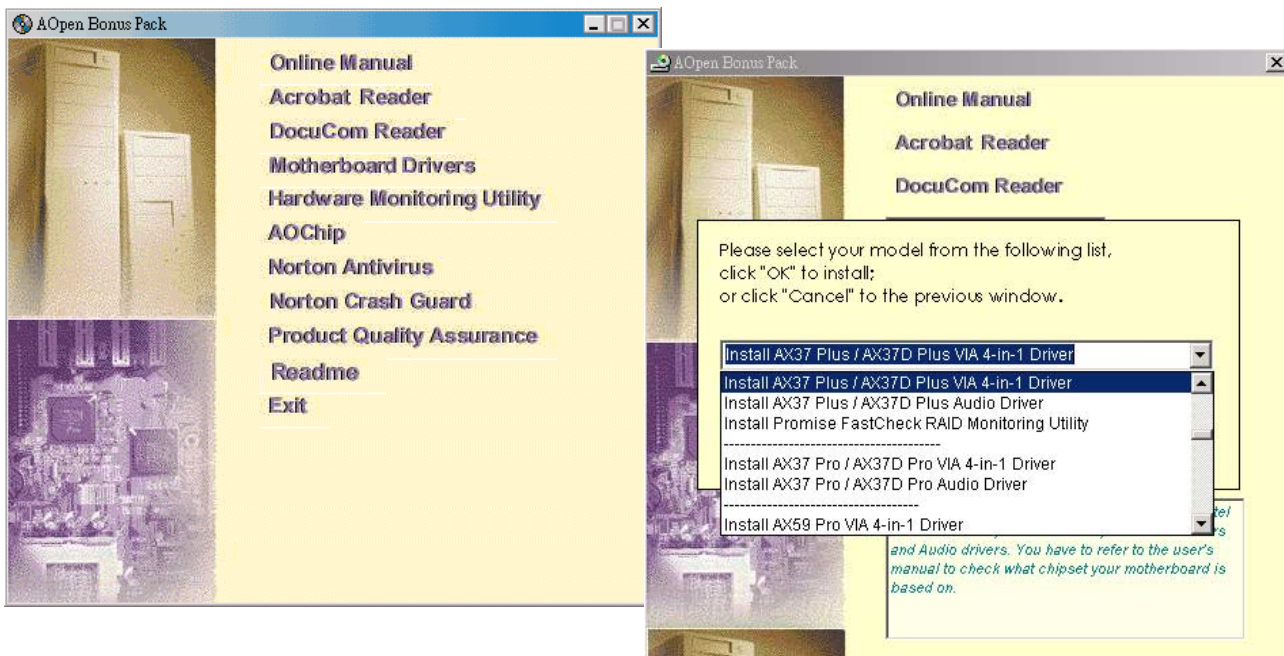 AOpen Bonus Pack
Online Manual
Acrobat Reader
DocuCom Reader
Motherboard Drivers
Hardware Monitoring Utility
AOChip
Norton Antivirus
Norton Crash Guard
Product Quality Assurance
Readme
Exit
AOpen Bonus Pack
Online Manual
Acrobat Reader
DocuCom Reader
Please select your model from the following list,
click "OK" to install;
or click "Cancel" to the previous window.
Install AX37 Plus / AX37D Plus VIA 4-in-1 Driver
Install AX37 Plus / AX37D Plus VIA 4-in-1 Driver
Install AX37 Plus / AX37D Plus Audio Driver
Install Promise FastCheck RAID Monitoring Utility
----------------------------------------
Install AX37 Pro / AX37D Pro VIA 4-in-1 Driver
Install AX37 Pro / AX37D Pro Audio Driver
------------------------------------
Install AX59 Pro VIA 4-in-1 Driver
and Audio drivers. You have to refer to the user's
manual to check what chipset your motherboard is
based on.